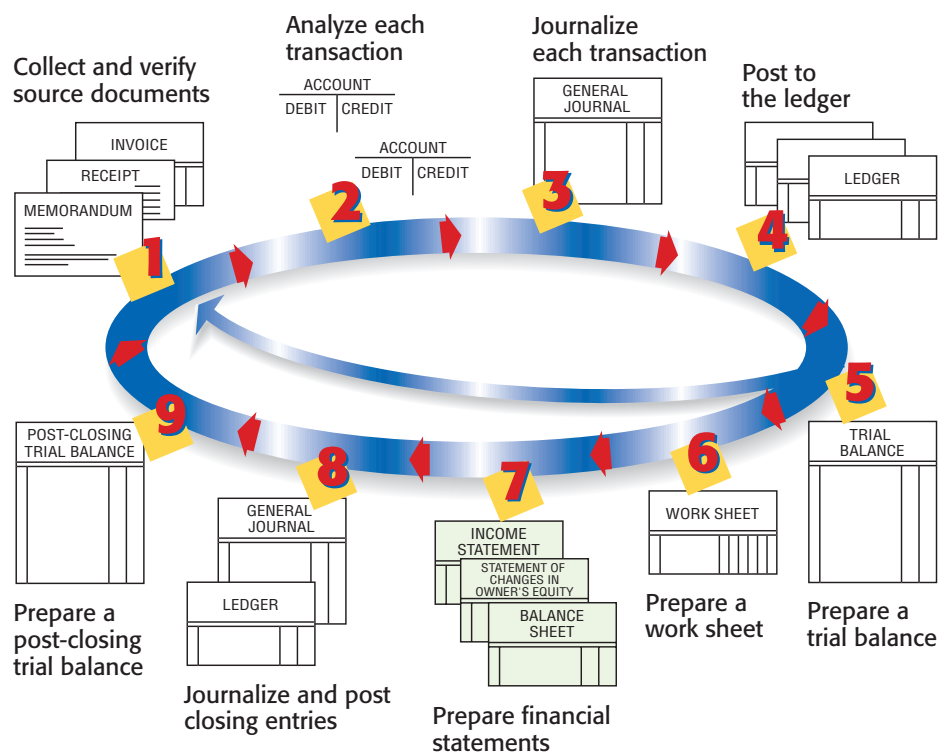 Collect and verify
source documents
INVOICE
RECEIPT
MEMORANDUM
1
Analyze each
transaction
ACCOUNT
DEBIT CREDIT
ACCOUNT
DEBIT CREDIT
2
Journalize
each transaction
GENERAL
JOURNAL
3
Post to
the ledger
LEDGER
4
5
TRIAL
BALANCE
Prepare a
trial balance
6
WORK SHEET
Prepare a
work sheet
7
INCOME
STATEMENT
STATEMENT OF
CHANGES IN
OWNER'S EQUITY
BALANCE
SHEET
Prepare financial
statements
8
GENERAL
JOURNAL
LEDGER
Journalize and post
closing entries
9
POST-CLOSING
TRIAL BALANCE
Prepare a
post-closing
trial balance